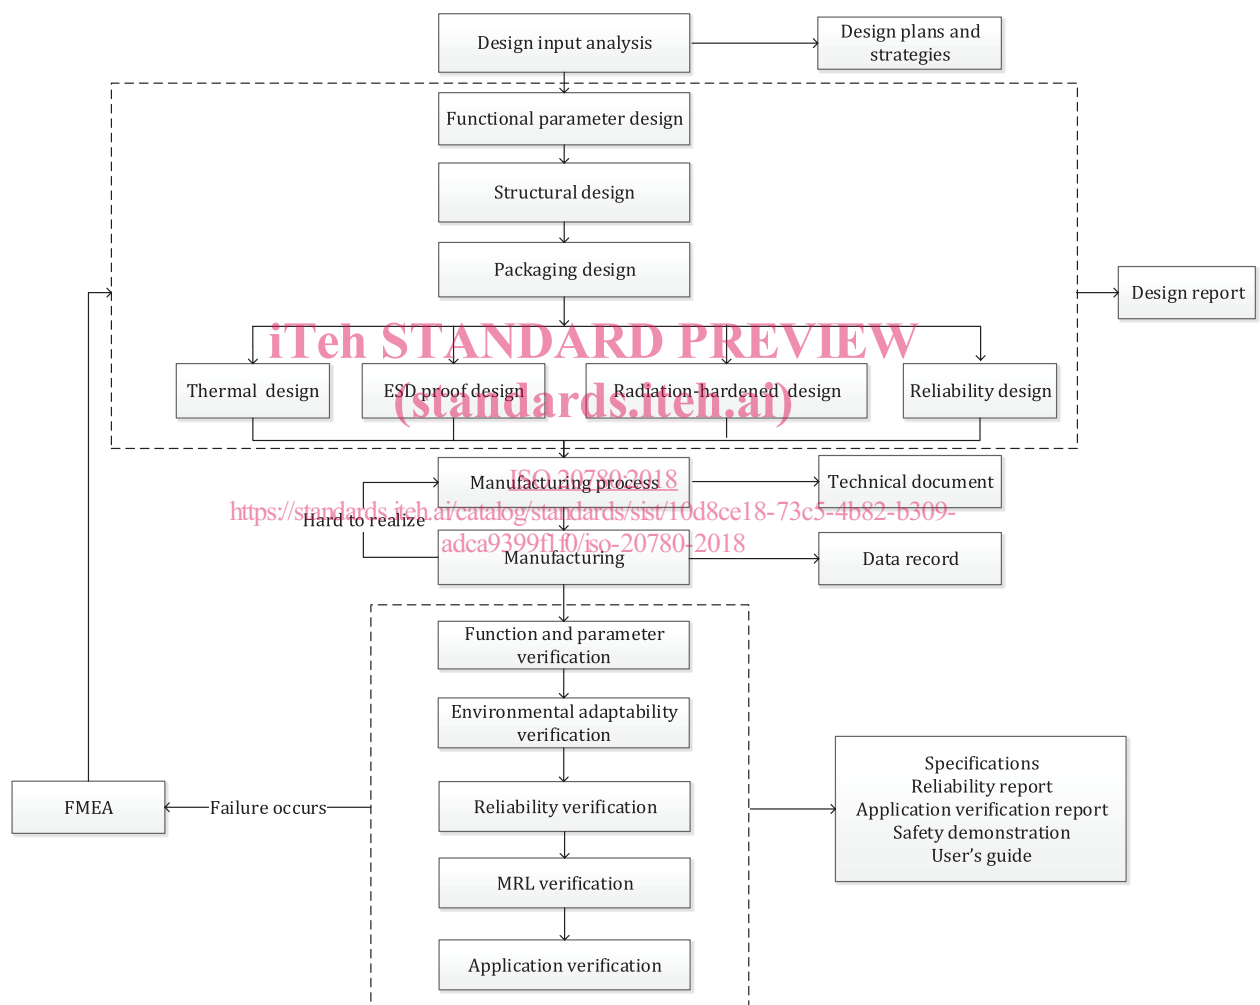 Design input analysis
Design plans and
strategies
Functional parameter design
Structural design
Packaging design
Design report
iTeh STANDARD PREVIEW
(standards.iteh.ai)
Thermal design
ESD proof design
Radiation-hardened design
Reliability design
ISO 20780:2018
Manufacturing process
Technical document
https://standards.iteh.ai/catalog/standards/sist/10d8ce18-73c5-4b82-b309-
adca9399f1f0/iso-20780-2018
Hard to realize
Manufacturing
Data record
Function and parameter
verification
Environmental adaptability
verification
Reliability verification
Failure occurs
FMEA
Specifications
Reliability report
Application verification report
Safety demonstration
User’s guide
MRL verification
Application verification